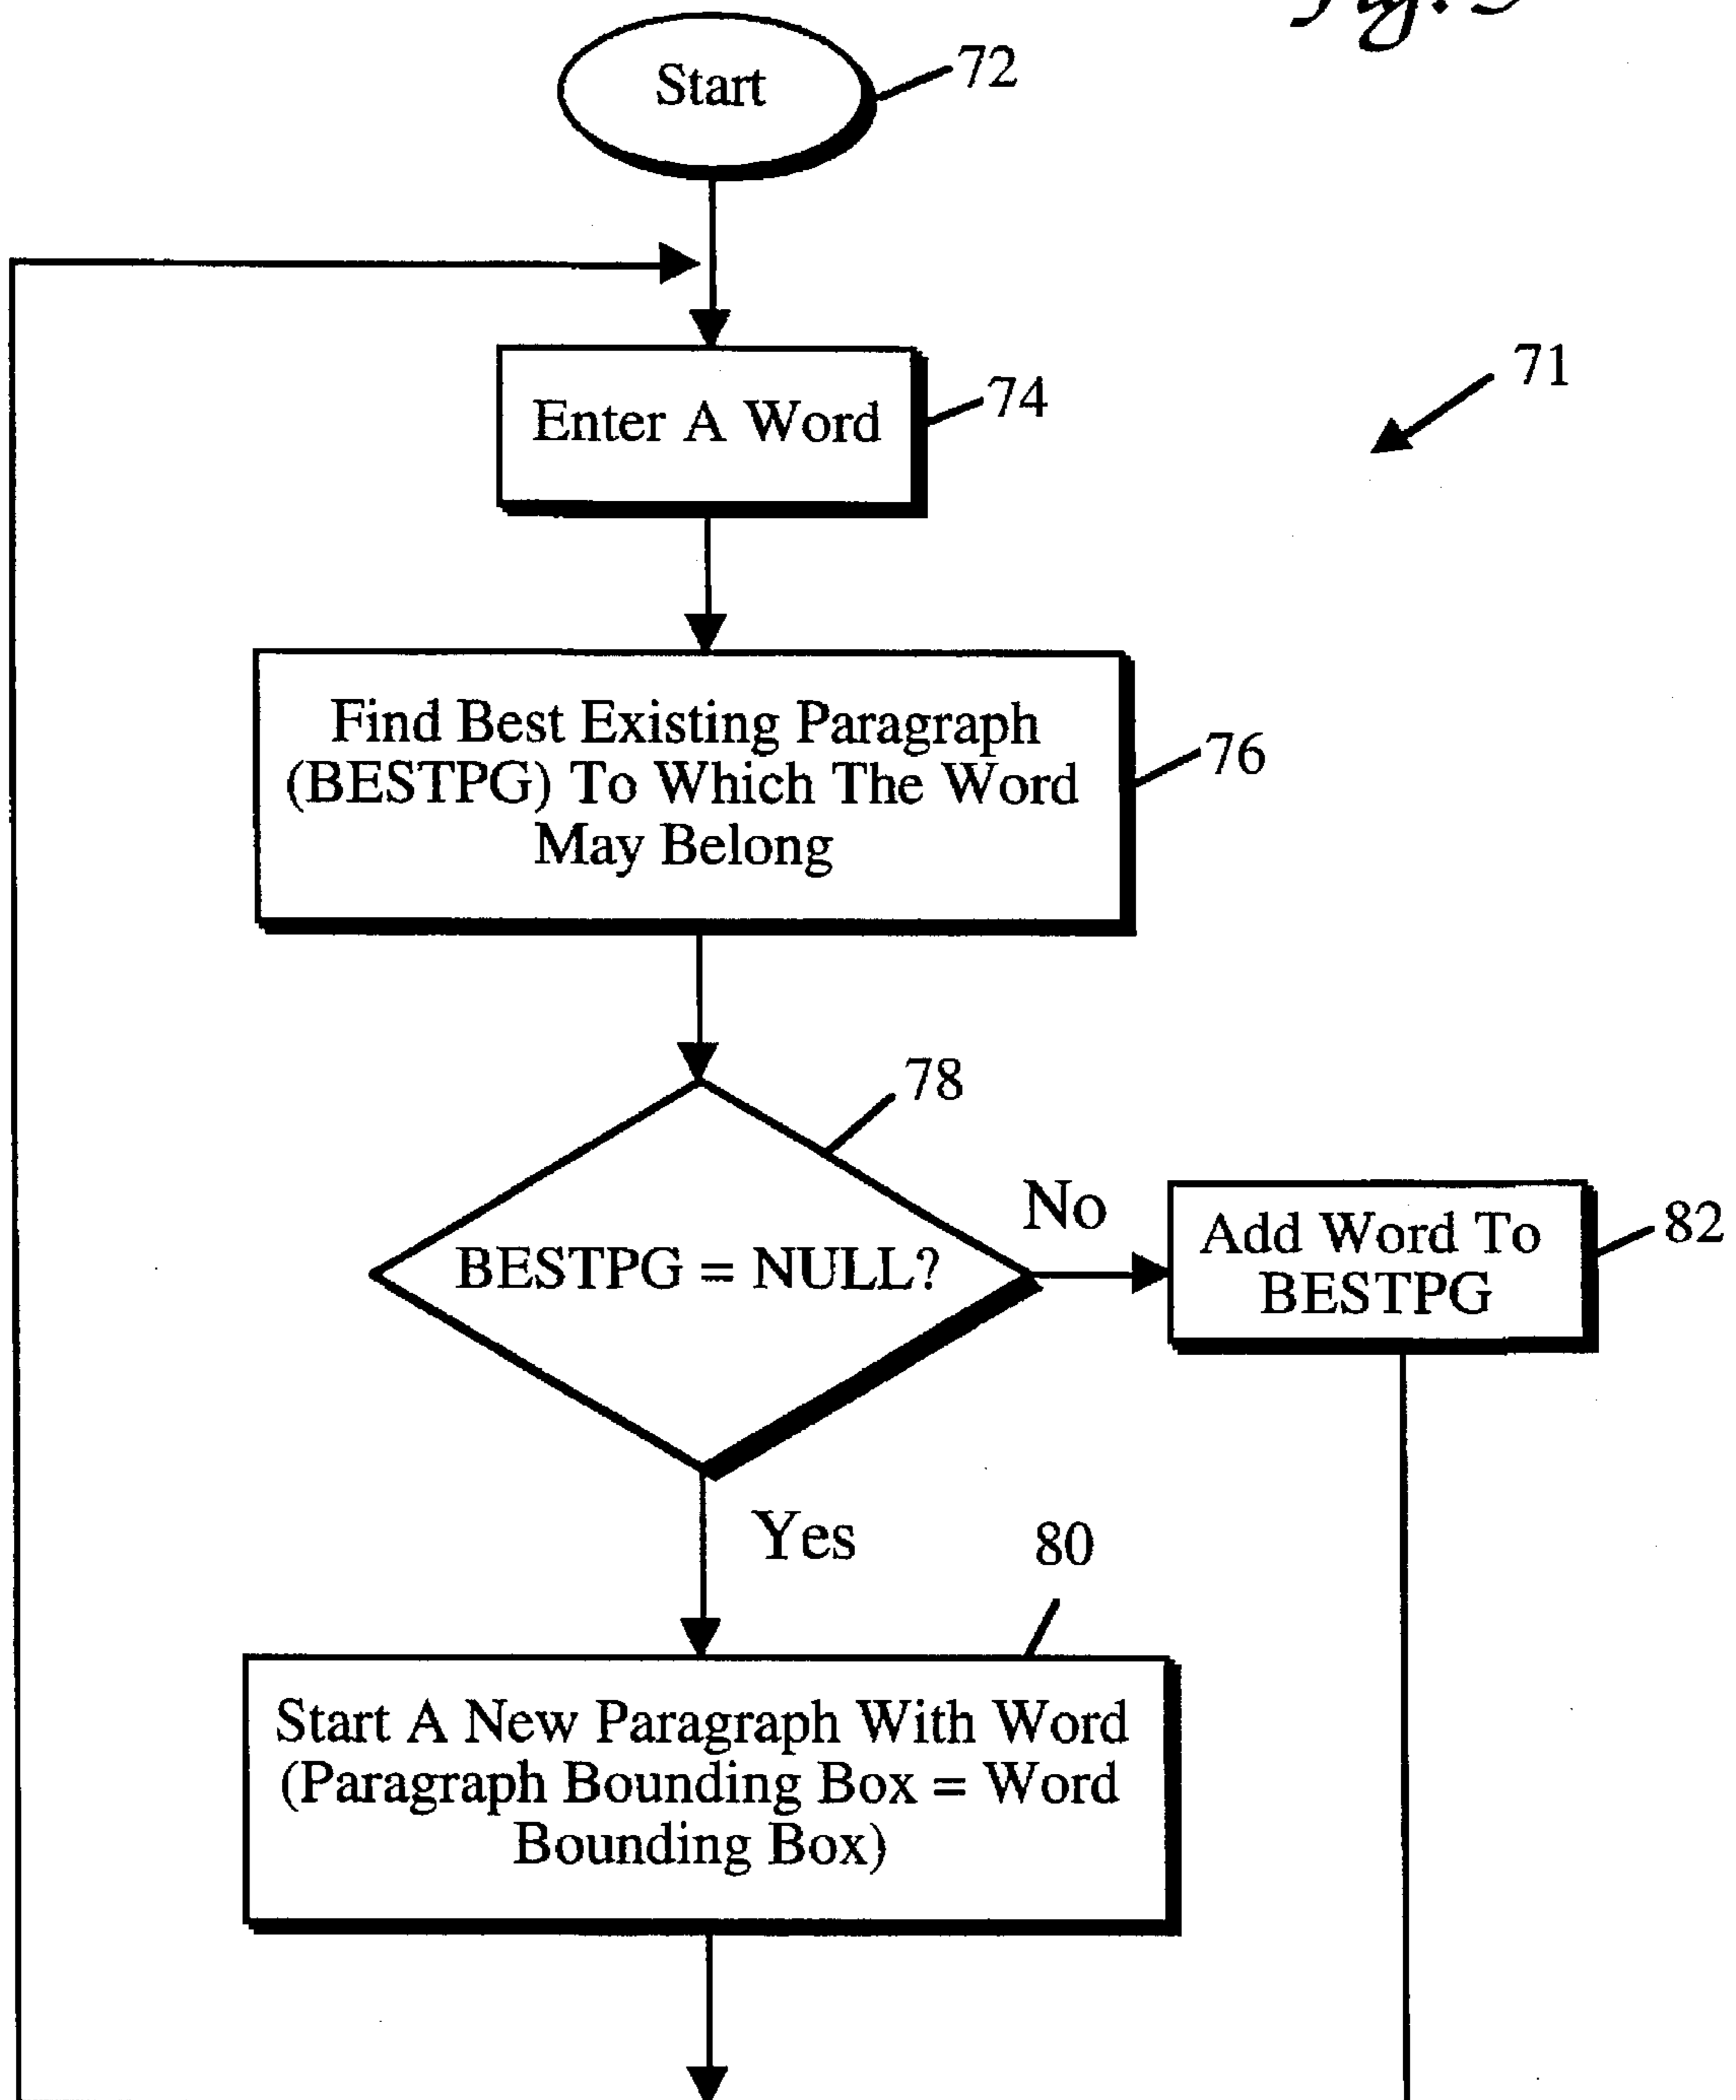 Start
72
Enter A Word
74
71
Find Best Existing Paragraph
(BESTPG) To Which The Word
May Belong
76
78
BESTPG = NULL?
No
Add Word To
BESTPG
82
Yes
80
Start A New Paragraph With Word
(Paragraph Bounding Box = Word
Bounding Box)